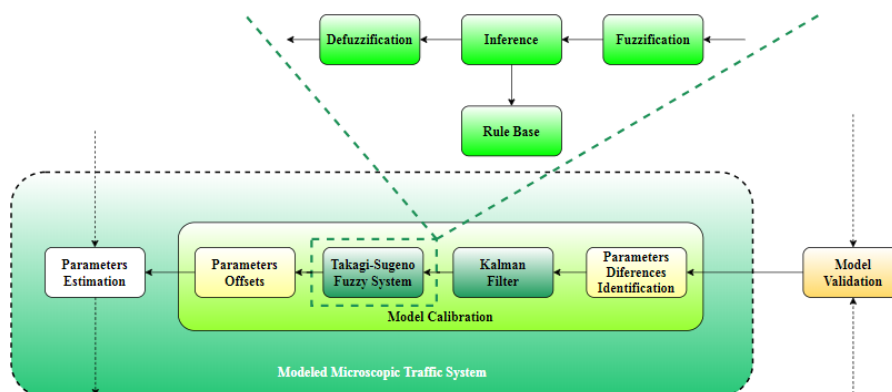 Defuzzification
Inference
Fuzzification
Rule Base
Parameters
Estimation
Parameters
Offsets
Takagi-Sugeno
Fuzzy System
Kalman
Filter
Parameters
Diferences
Identification
Model
Validation
Model Calibration
Modeled Microscopic Traffic System